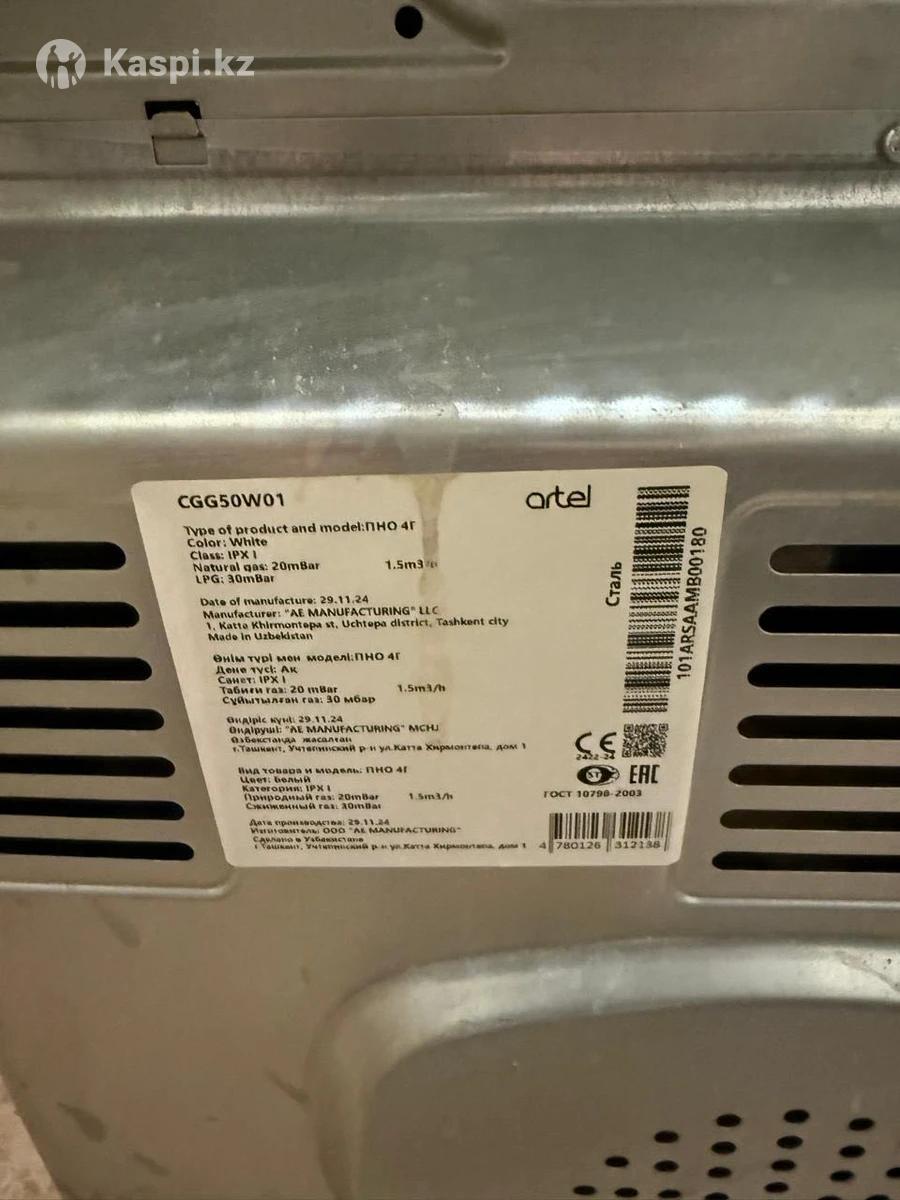 Kaspi.kz
CGG50W01
artel
Type of product and model:ПНО 4Г
Color: White
Class: IPX I
Natural gas: 20mBar 1.5m3/h
LPG: 30mBar
Date of manufacture: 29.11.24
Manufacturer: "AE MANUFACTURING" LLC
1, Katta Khirmontepa st, Uchtepa district, Tashkent city
Made in Uzbekistan
Өнім түрі мен моделі:ПНО 4Г
Дене түсі: Ақ
Санет: IPX I
Табиғи газ: 20 mBar 1.5m3/h
Сұйытылған газ: 30 мбар
Өндіріс күні: 29.11.24
Өндіруші: "AE MANUFACTURING" MCHJ
Өзбекстанда жасалған
г.Ташкент, Учтепинский р-н ул.Катта Хирмонтепа, дом 1
Вид товара и модель: ПНО 4Г
Цвет: Белый
Категория: IPX I
Природный газ: 20mBar 1.5m3/h
Сжиженный газ: 30mBar
Дата производства: 29.11.24
Изготовитель: ООО "AE MANUFACTURING"
Сделано в Узбекистане
г.Ташкент, Учтепинский р-н ул.Катта Хирмонтепа, дом 1
Сталь
101ARSAAMB00180
CE
2422-24
ST
EAC
ГОСТ 10798-2003
4 780126 312138